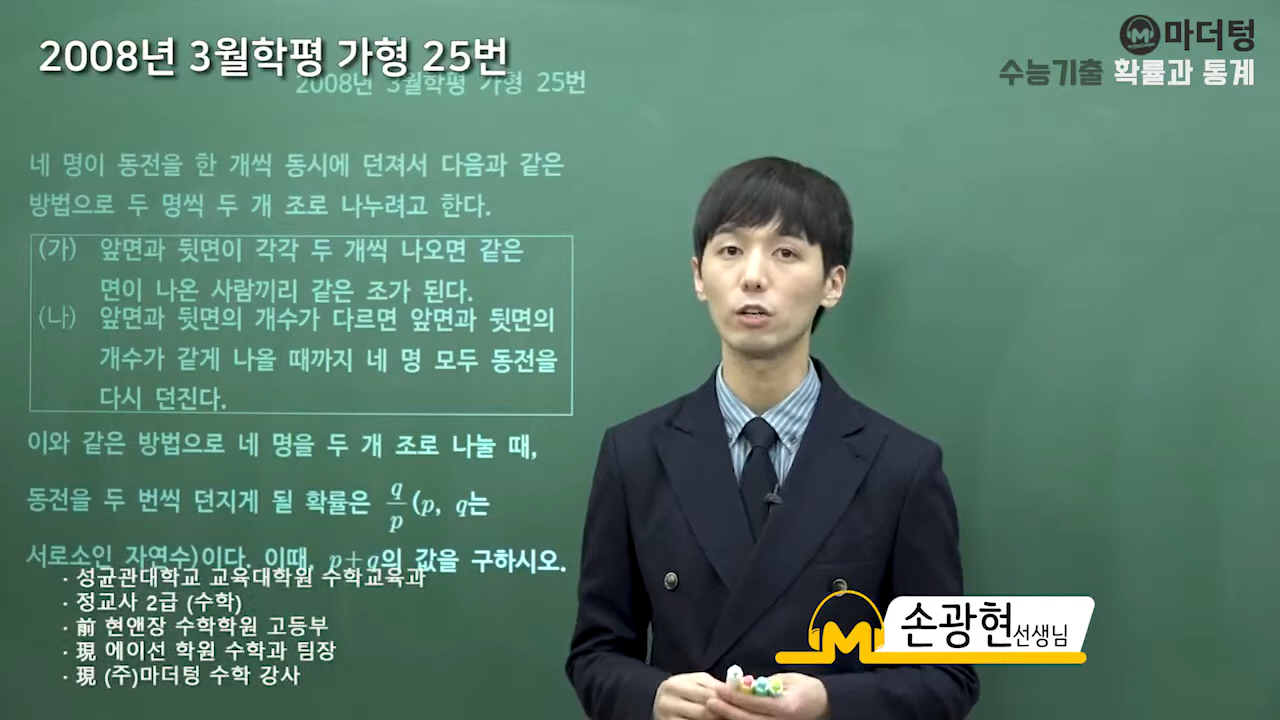 2008년 3월학평 가형 25번
마더텅
수능기출 확률과 통계
2008년 3월학평 가형 25번
네 명이 동전을 한 개씩 동시에 던져서 다음과 같은
방법으로 두 명씩 두 개 조로 나누려고 한다.
(가) 앞면과 뒷면이 각각 두 개씩 나오면 같은
면이 나온 사람끼리 같은 조가 된다.
(나) 앞면과 뒷면의 개수가 다르면 앞면과 뒷면의
개수가 같게 나올 때까지 네 명 모두 동전을
다시 던진다.
이와 같은 방법으로 네 명을 두 개 조로 나눌 때,
동전을 두 번씩 던지게 될 확률은 q/p (p, q는
서로소인 자연수)이다. 이때, p+q의 값을 구하시오.
· 성균관대학교 교육대학원 수학교육과
· 정교사 2급 (수학)
· 前 현앤장 수학학원 고등부
· 現 에이선 학원 수학과 팀장
· 現 (주)마더텅 수학 강사
M 손광현선생님